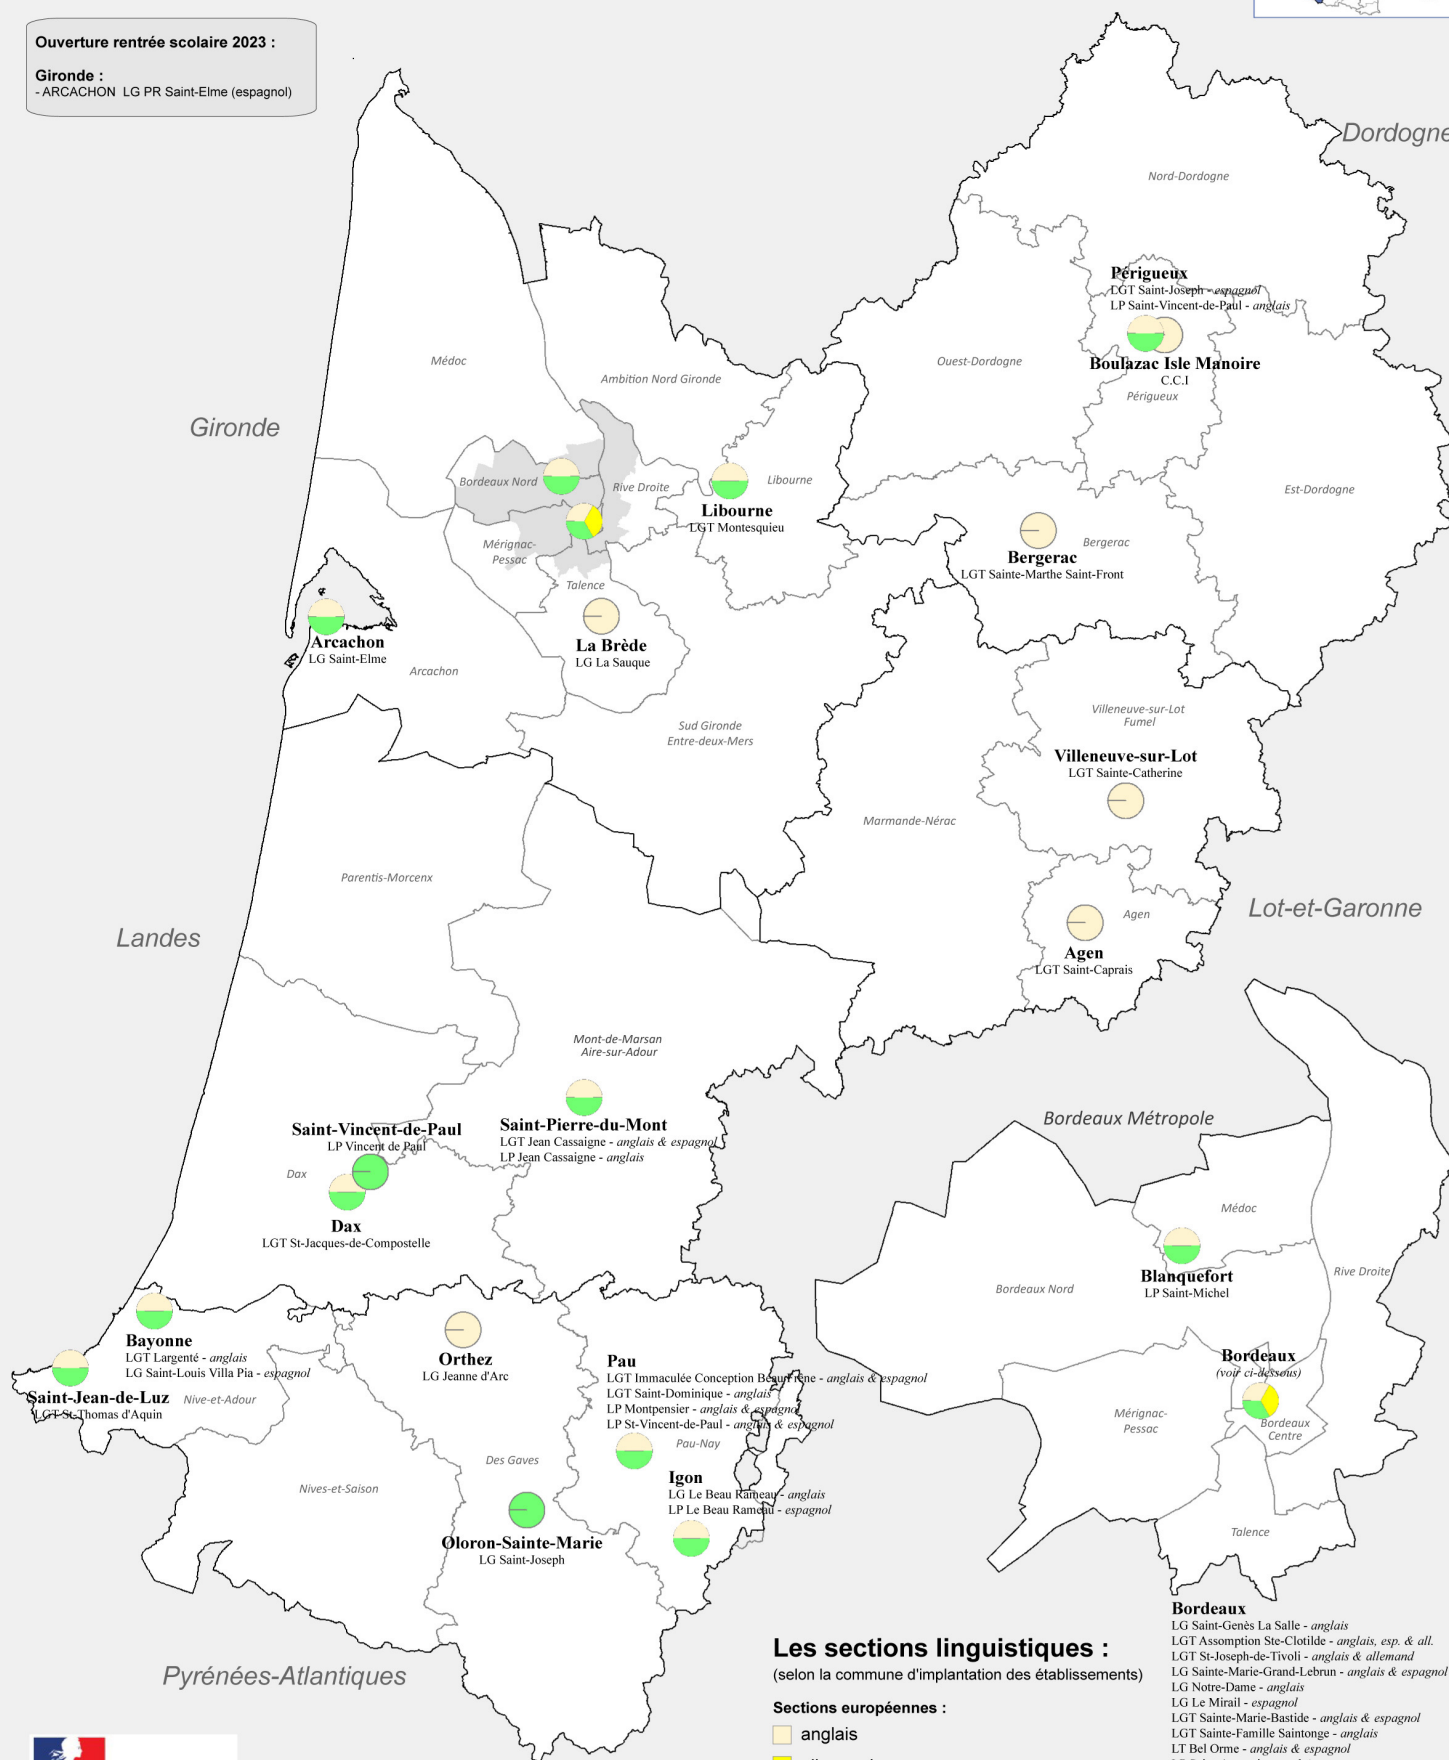 Ouverture rentrée scolaire 2023 :
Gironde :
- ARCACHON LG PR Saint-Elme (espagnol)
Dordogne
Nord-Dordogne
Périgueux
LGT Saint-Joseph - espagnol
LP Saint-Vincent-de-Paul - anglais
Boulazac Isle Manoire
C.C.I
Périgueux
Ouest-Dordogne
Est-Dordogne
Médoc
Ambition Nord Gironde
Gironde
Bordeaux Nord
Rive Droite
Libourne
Libourne
LGT Montesquieu
Mérignac-
Pessac
Talence
Bergerac
Bergerac
LGT Sainte-Marthe Saint-Front
Arcachon
LG Saint-Elme
Arcachon
La Brède
LG La Sauque
Sud Gironde
Entre-deux-Mers
Villeneuve-sur-Lot
Fumel
Villeneuve-sur-Lot
LGT Sainte-Catherine
Marmande-Nérac
Parentis-Morcenx
Agen
Agen
LGT Saint-Caprais
Lot-et-Garonne
Landes
Mont-de-Marsan
Aire-sur-Adour
Saint-Vincent-de-Paul
LP Vincent de Paul
Saint-Pierre-du-Mont
LGT Jean Cassaigne - anglais & espagnol
LP Jean Cassaigne - anglais
Dax
Dax
LGT St-Jacques-de-Compostelle
Bordeaux Métropole
Médoc
Blanquefort
LP Saint-Michel
Bordeaux Nord
Rive Droite
Bordeaux
(voir ci-dessous)
Bordeaux
Centre
Mérignac-
Pessac
Talence
Bayonne
LGT Largenté - anglais
LG Saint-Louis Villa Pia - espagnol
Saint-Jean-de-Luz
LGT St-Thomas d'Aquin
Nive-et-Adour
Orthez
LG Jeanne d'Arc
Pau
LGT Immaculée Conception Beau Frêne - anglais & espagnol
LGT Saint-Dominique - anglais
LP Montpensier - anglais & espagnol
LP St-Vincent-de-Paul - anglais & espagnol
Pau-Nay
Des Gaves
Nives-et-Saison
Igon
LG Le Beau Rameau - anglais
LP Le Beau Rameau - espagnol
Oloron-Sainte-Marie
LG Saint-Joseph
Pyrénées-Atlantiques
Les sections linguistiques :
(selon la commune d'implantation des établissements)
Sections européennes :
anglais
Bordeaux
LG Saint-Genès La Salle - anglais
LGT Assomption Ste-Clotilde - anglais, esp. & all.
LGT St-Joseph-de-Tivoli - anglais & allemand
LG Sainte-Marie-Grand-Lebrun - anglais & espagnol
LG Notre-Dame - anglais
LG Le Mirail - espagnol
LGT Sainte-Marie-Bastide - anglais & espagnol
LGT Sainte-Famille Saintonge - anglais
LT Bel Orme - anglais & espagnol